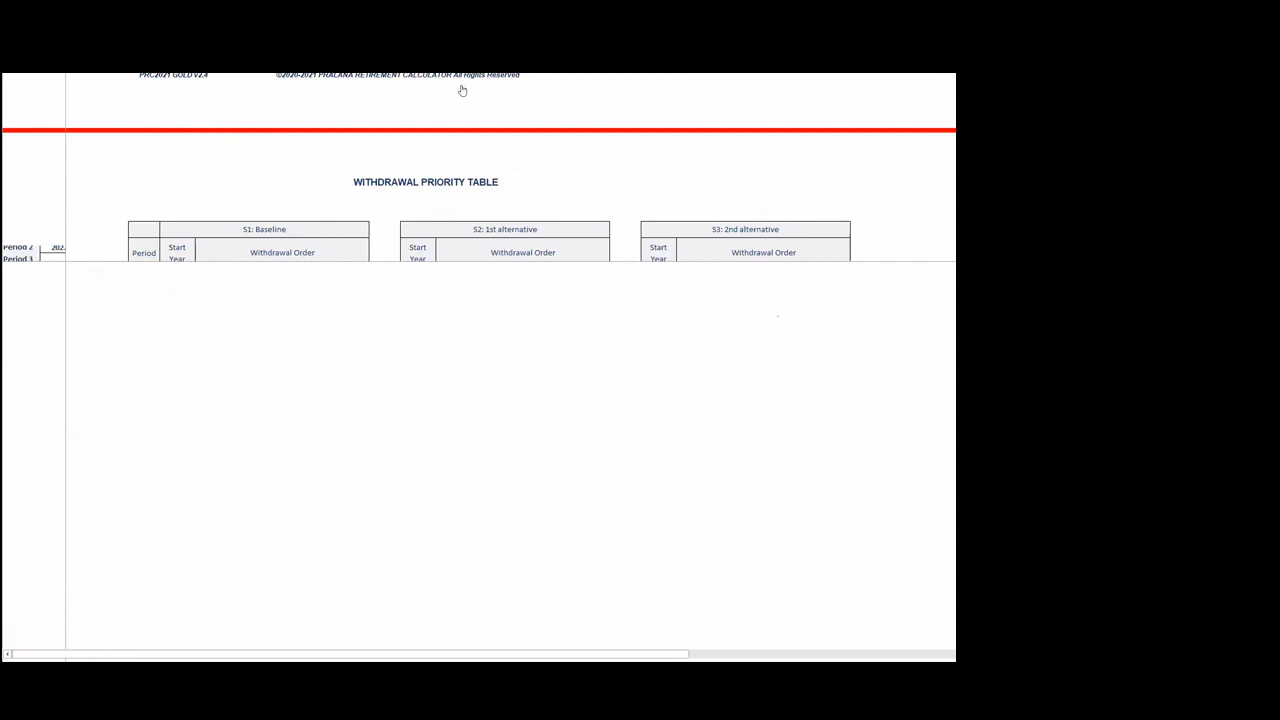 PRC2021 GOLD v2.4 ©2020-2021 PRALANA RETIREMENT CALCULATOR All Rights Reserved
WITHDRAWAL PRIORITY TABLE
S1: Baseline S2: 1st alternative S3: 2nd alternative
Period 2 202
Period 3
Period Start Year Withdrawal Order Start Year Withdrawal Order Start Year Withdrawal Order